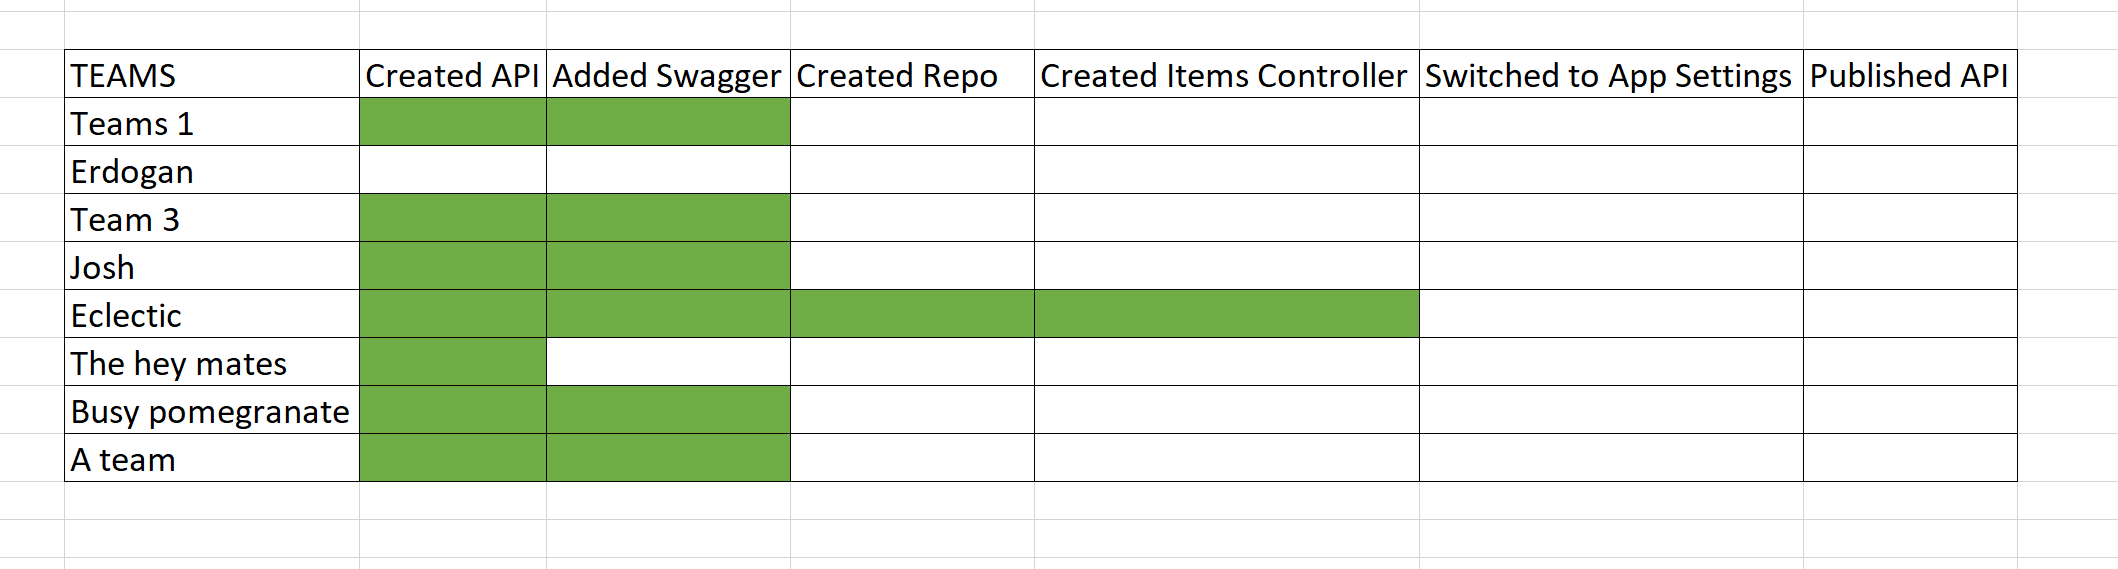 TEAMS Created API Added Swagger Created Repo Created Items Controller Switched to App Settings Published API
Teams 1
Erdogan
Team 3
Josh
Eclectic
The hey mates
Busy pomegranate
A team